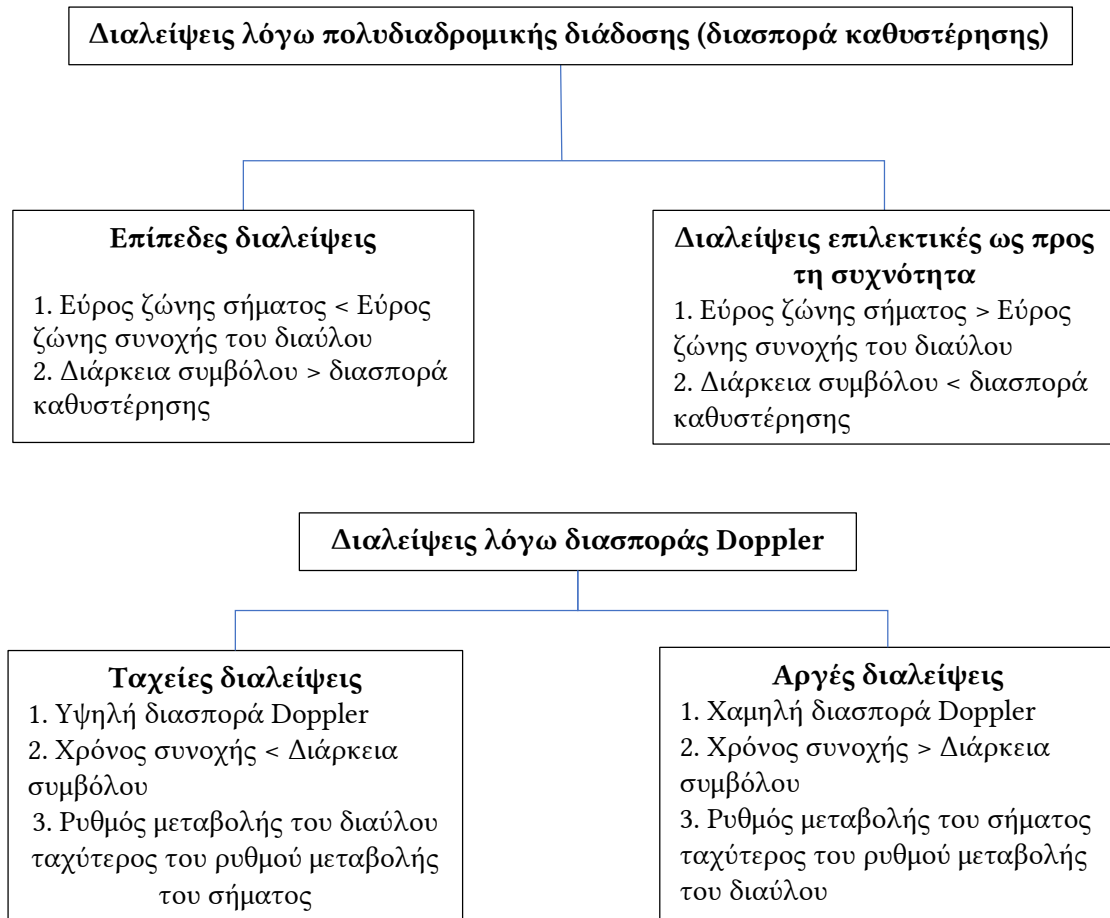 Διαλείψεις λόγω πολυδιαδρομικής διάδοσης (διασπορά καθυστέρησης)
Επίπεδες διαλείψεις
1. Εύρος ζώνης σήματος < Εύρος
ζώνης συνοχής του διαύλου
2. Διάρκεια συμβόλου > διασπορά
καθυστέρησης
Διαλείψεις επιλεκτικές ως προς
τη συχνότητα
1. Εύρος ζώνης σήματος > Εύρος
ζώνης συνοχής του διαύλου
2. Διάρκεια συμβόλου < διασπορά
καθυστέρησης
Διαλείψεις λόγω διασποράς Doppler
Ταχείες διαλείψεις
1. Υψηλή διασπορά Doppler
2. Χρόνος συνοχής < Διάρκεια
συμβόλου
3. Ρυθμός μεταβολής του διαύλου
ταχύτερος του ρυθμού μεταβολής
του σήματος
Αργές διαλείψεις
1. Χαμηλή διασπορά Doppler
2. Χρόνος συνοχής > Διάρκεια
συμβόλου
3. Ρυθμός μεταβολής του σήματος
ταχύτερος του ρυθμού μεταβολής
του διαύλου